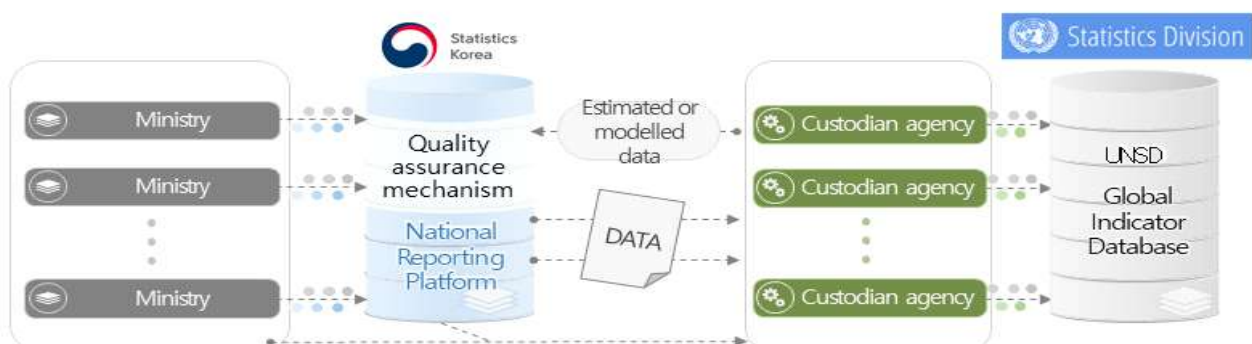 Statistics
Korea
Statistics Division
Ministry
Ministry
Ministry
Quality
assurance
mechanism
National
Reporting
Platform
Estimated or
modelled
data
DATA
Custodian agency
Custodian agency
Custodian agency
UNSD
Global
Indicator
Database